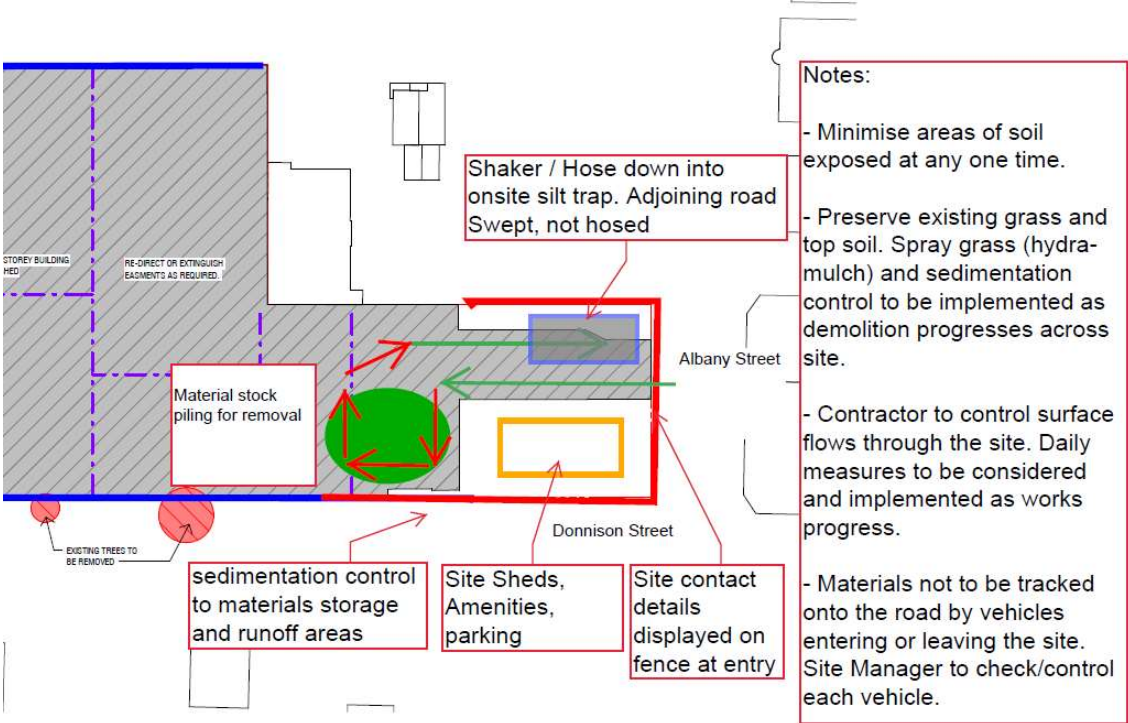 STOREY BUILDING
HED
RE-DIRECT OR EXTINGUISH
EASMENTS AS REQUIRED.
Shaker / Hose down into
onsite silt trap. Adjoining road
Swept, not hosed
Albany Street
Material stock
piling for removal
Donnison Street
EXISTING TREES TO
BE REMOVED
sedimentation control
to materials storage
and runoff areas
Site Sheds,
Amenities,
parking
Site contact
details
displayed on
fence at entry
Notes:
- Minimise areas of soil
exposed at any one time.
- Preserve existing grass and
top soil. Spray grass (hydra-
mulch) and sedimentation
control to be implemented as
demolition progresses across
site.
- Contractor to control surface
flows through the site. Daily
measures to be considered
and implemented as works
progress.
- Materials not to be tracked
onto the road by vehicles
entering or leaving the site.
Site Manager to check/control
each vehicle.